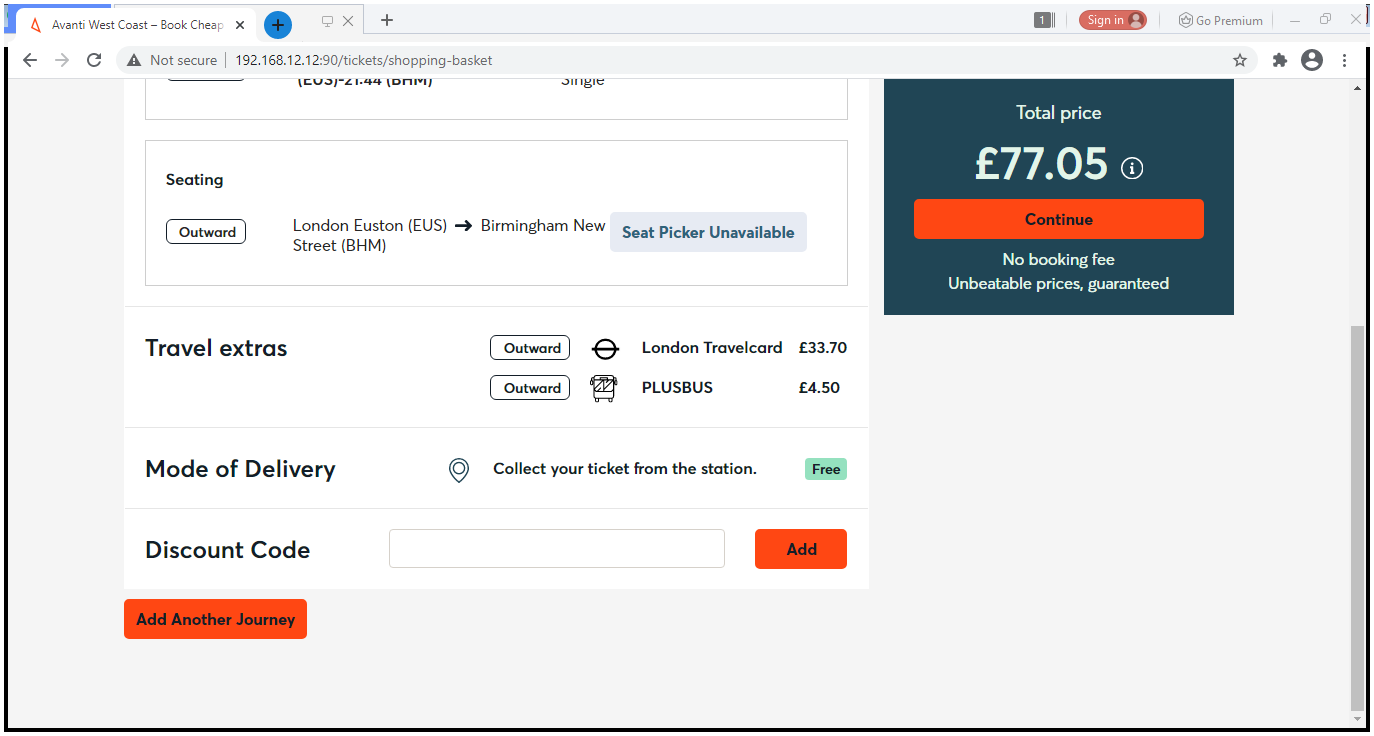 Avanti West Coast – Book Cheap
1
Sign in
Go Premium
Not secure
192.168.12.12:90/tickets/shopping-basket
(EUS)-21:44 (BHM)
Single
Seating
Outward
London Euston (EUS) → Birmingham New
Street (BHM)
Seat Picker Unavailable
Travel extras
Outward
London Travelcard £33.70
Outward
PLUSBUS £4.50
Mode of Delivery
Collect your ticket from the station.
Free
Discount Code
Add
Add Another Journey
Total price
£77.05
Continue
No booking fee
Unbeatable prices, guaranteed